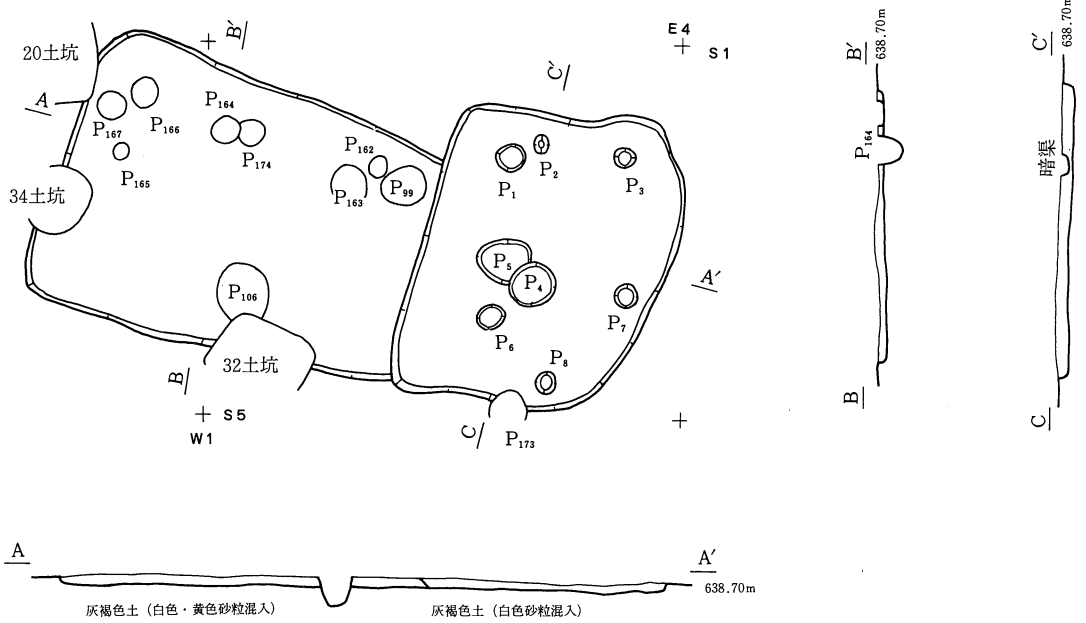 20土坑
B′
E4
S1
A
C′
P167
P166
P164
P174
P165
P162
P163
P99
P1
P2
P3
34土坑
P5
P4
A′
P106
P6
P7
P8
32土坑
B
S5
W1
C
P173
B′
638.70m
P164
B
C′
638.70m
暗渠
C
A
A′
638.70m
灰褐色土（白色・黄色砂粒混入）
灰褐色土（白色砂粒混入）